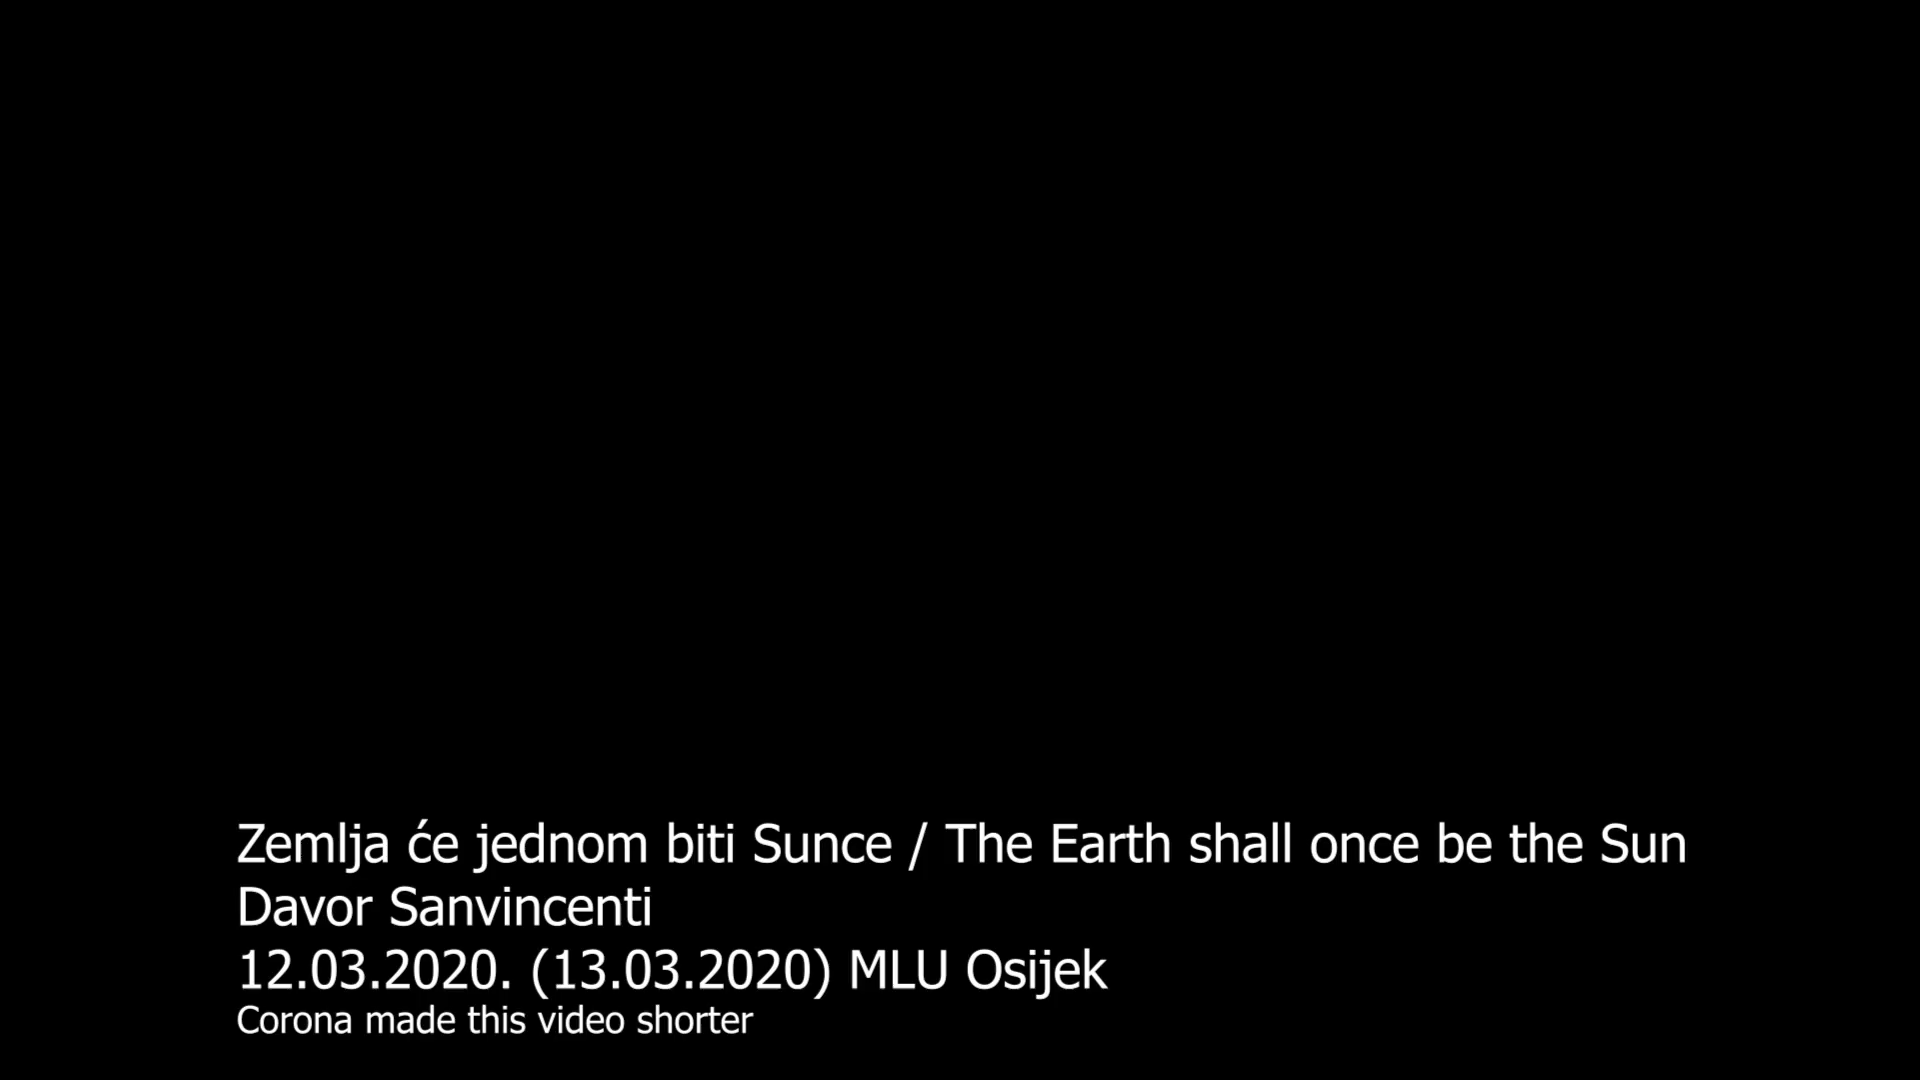 Zemlja će jednom biti Sunce / The Earth shall once be the Sun
Davor Sanvincenti
12.03.2020. (13.03.2020) MLU Osijek
Corona made this video shorter